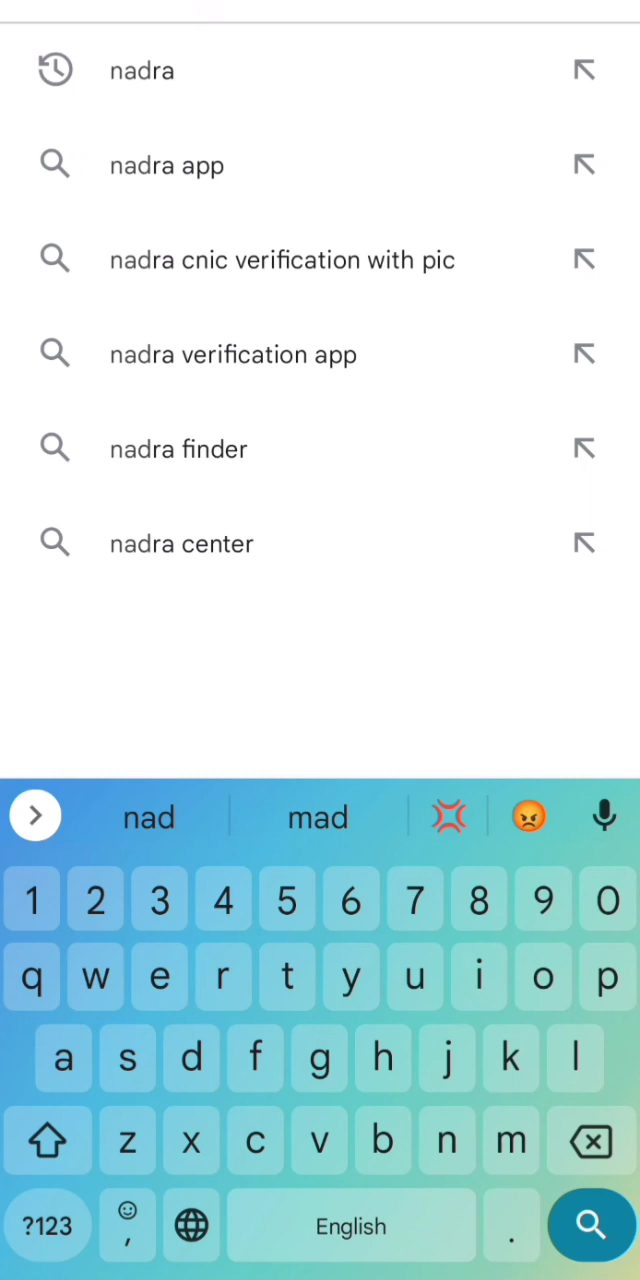 nadra
nadra app
nadra cnic verification with pic
nadra verification app
nadra finder
nadra center
nad mad
1 2 3 4 5 6 7 8 9 0
q w e r t y u i o p
a s d f g h j k l
z x c v b n m
?123 , English .